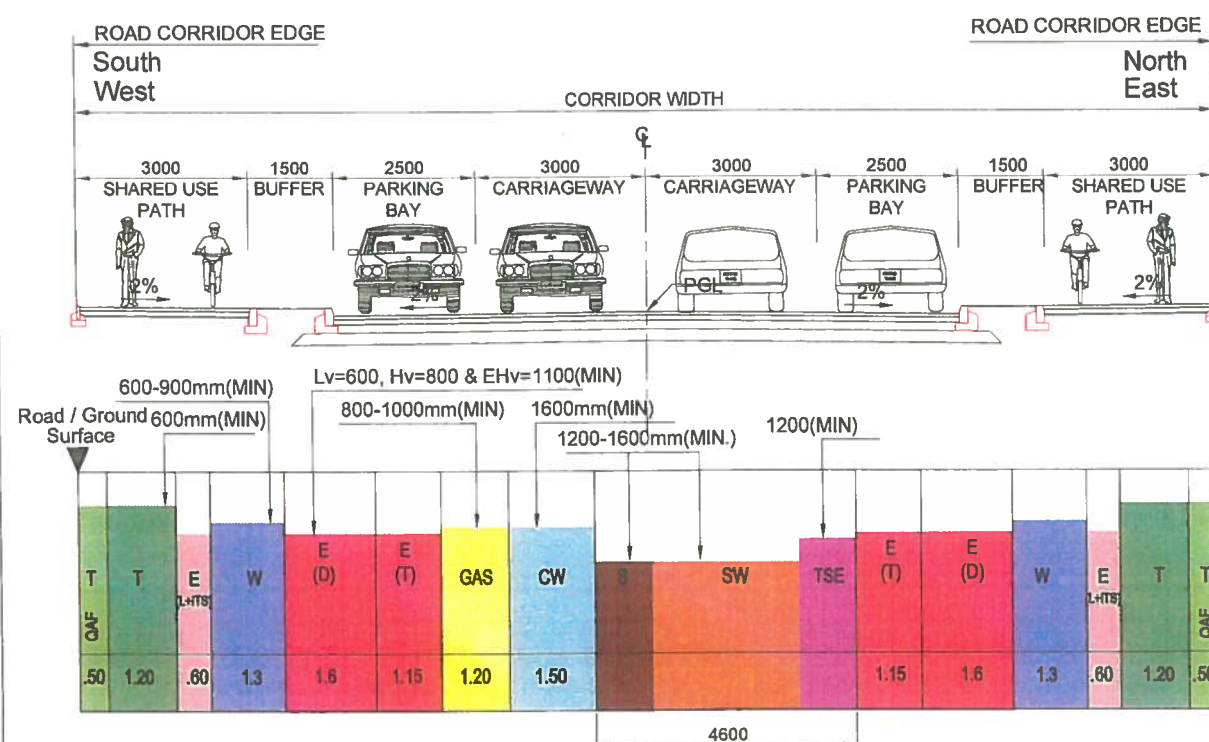 ROAD CORRIDOR EDGE
ROAD CORRIDOR EDGE
South
West
North
East
CORRIDOR WIDTH
3000
SHARED USE
PATH
1500
BUFFER
2500
PARKING
BAY
3000
CARRIAGEWAY
3000
CARRIAGEWAY
2500
PARKING
BAY
1500
BUFFER
3000
SHARED USE
PATH
2%
2%
PGL
2%
2%
Lv=600, Hv=800 & EHv=1100(MIN)
600-900mm(MIN)
800-1000mm(MIN)
1600mm(MIN)
Road / Ground
Surface
600mm(MIN)
1200-1600mm(MIN.)
1200(MIN)
T
QAF
T
E
(L+ITS)
W
E
(D)
E
(T)
GAS
CW
S
SW
TSE
E
(T)
E
(D)
W
E
(L+ITS)
T
T
QAF
.50
1.20
.60
1.3
1.6
1.15
1.20
1.50
1.15
1.6
1.3
.60
1.20
.50
4600